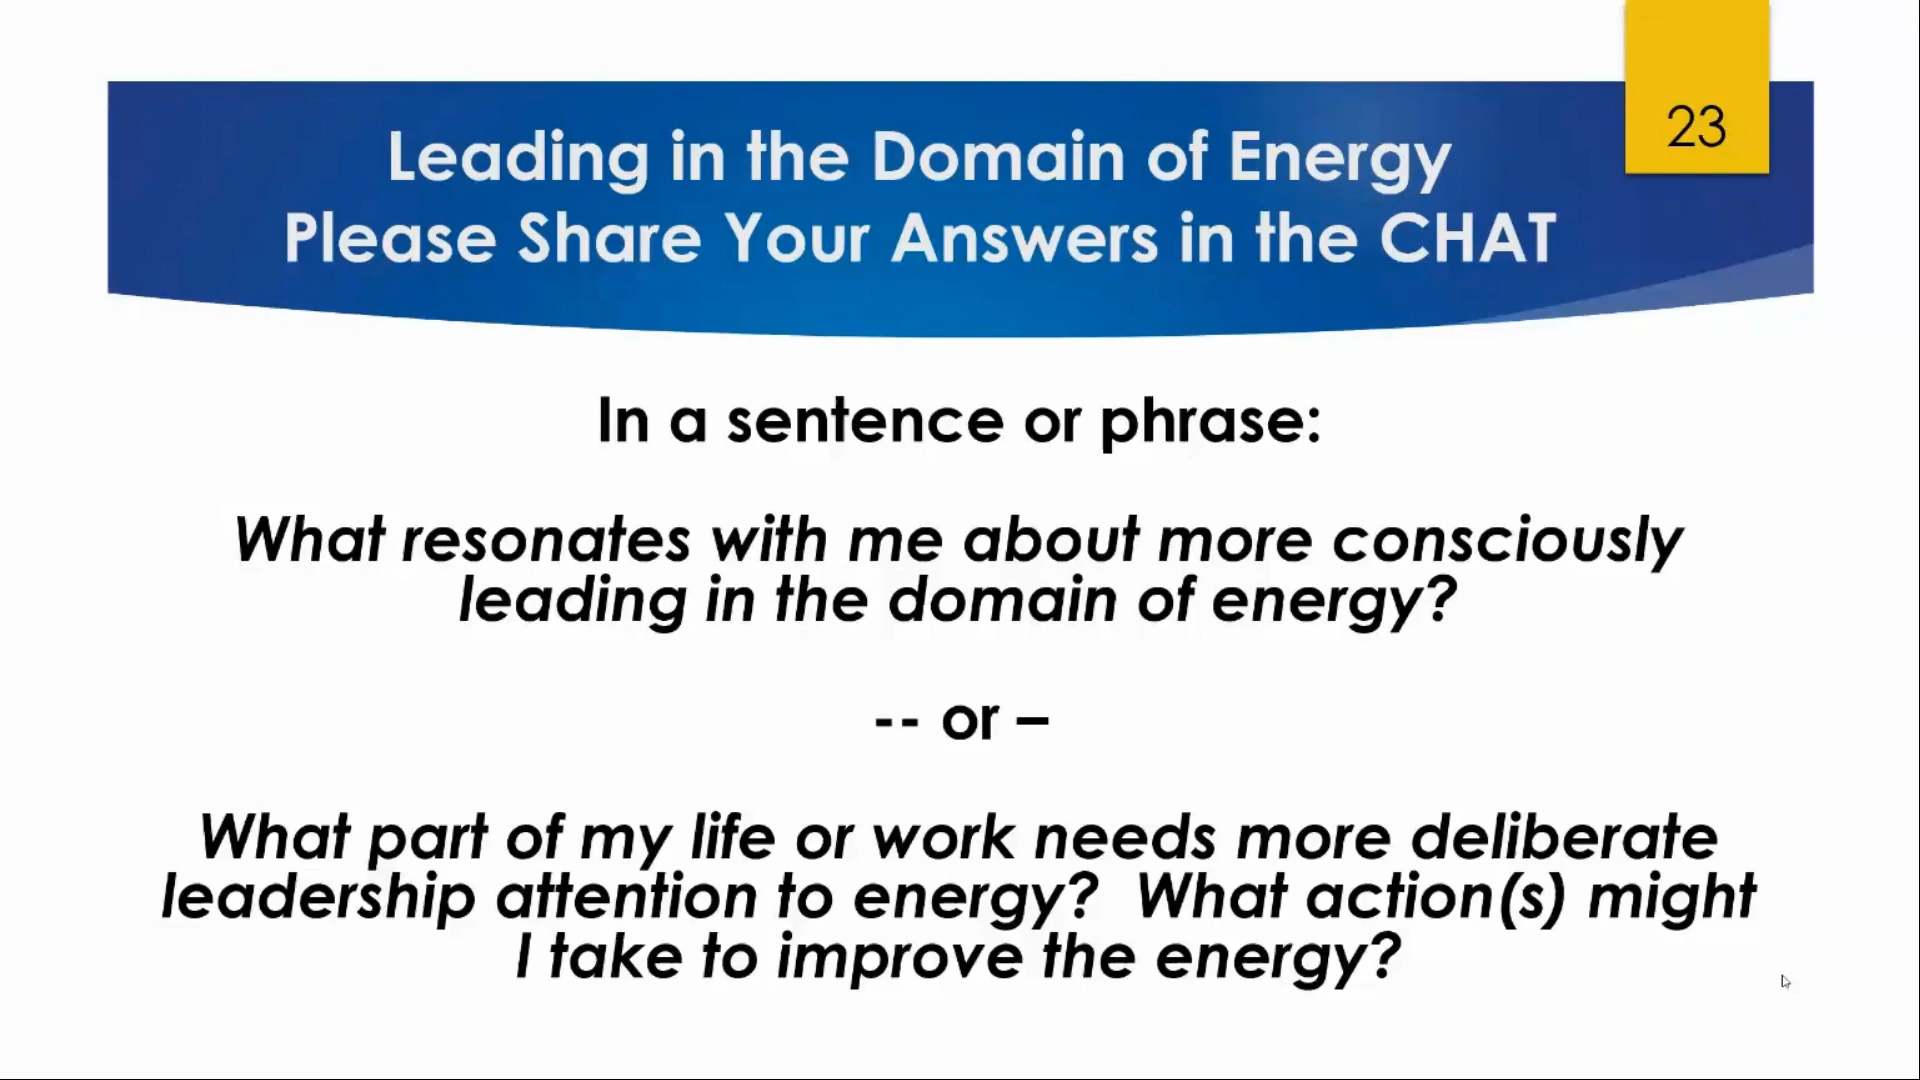 23
Leading in the Domain of Energy
Please Share Your Answers in the CHAT
In a sentence or phrase:
What resonates with me about more consciously
leading in the domain of energy?
-- or –
What part of my life or work needs more deliberate
leadership attention to energy?  What action(s) might
I take to improve the energy?